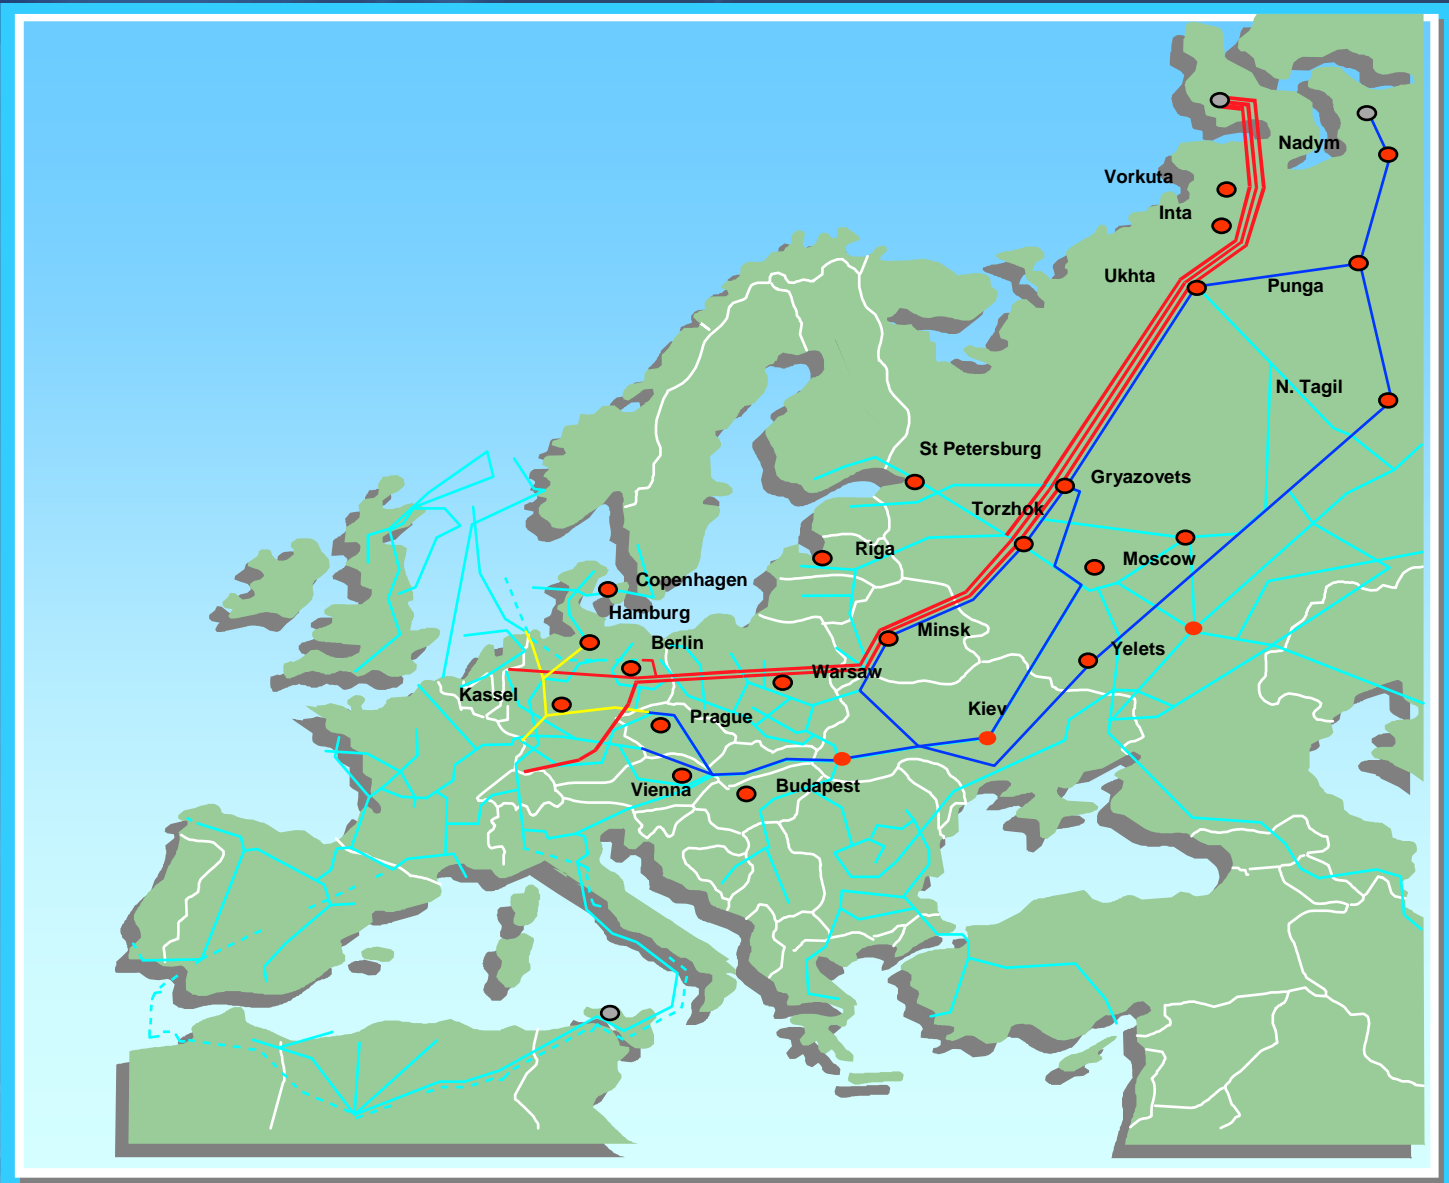 Nadym
Vorkuta
Inta
Ukhta
Punga
N. Tagil
St Petersburg
Gryazovets
Torzhok
Riga
Moscow
Copenhagen
Hamburg
Minsk
Berlin
Yelets
Warsaw
Kassel
Kiev
Prague
Vienna
Budapest